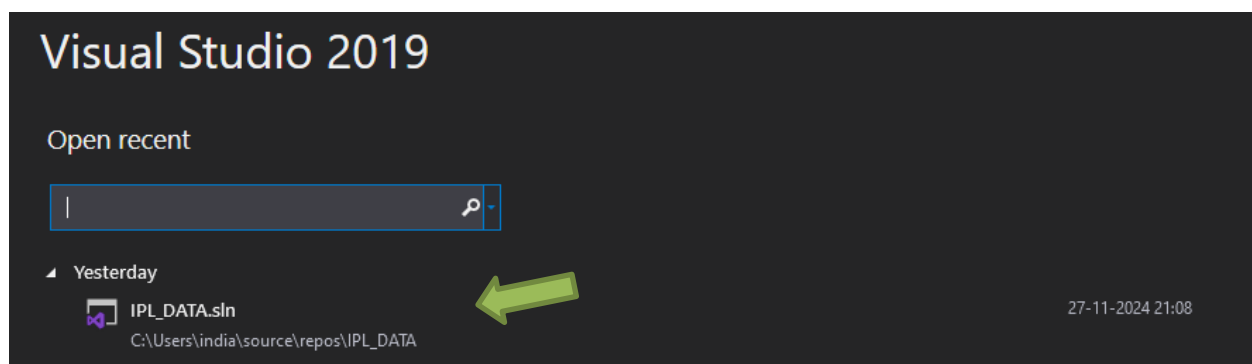 Visual Studio 2019
Open recent
Yesterday
IPL_DATA.sln 27-11-2024 21:08
C:\Users\india\source\repos\IPL_DATA